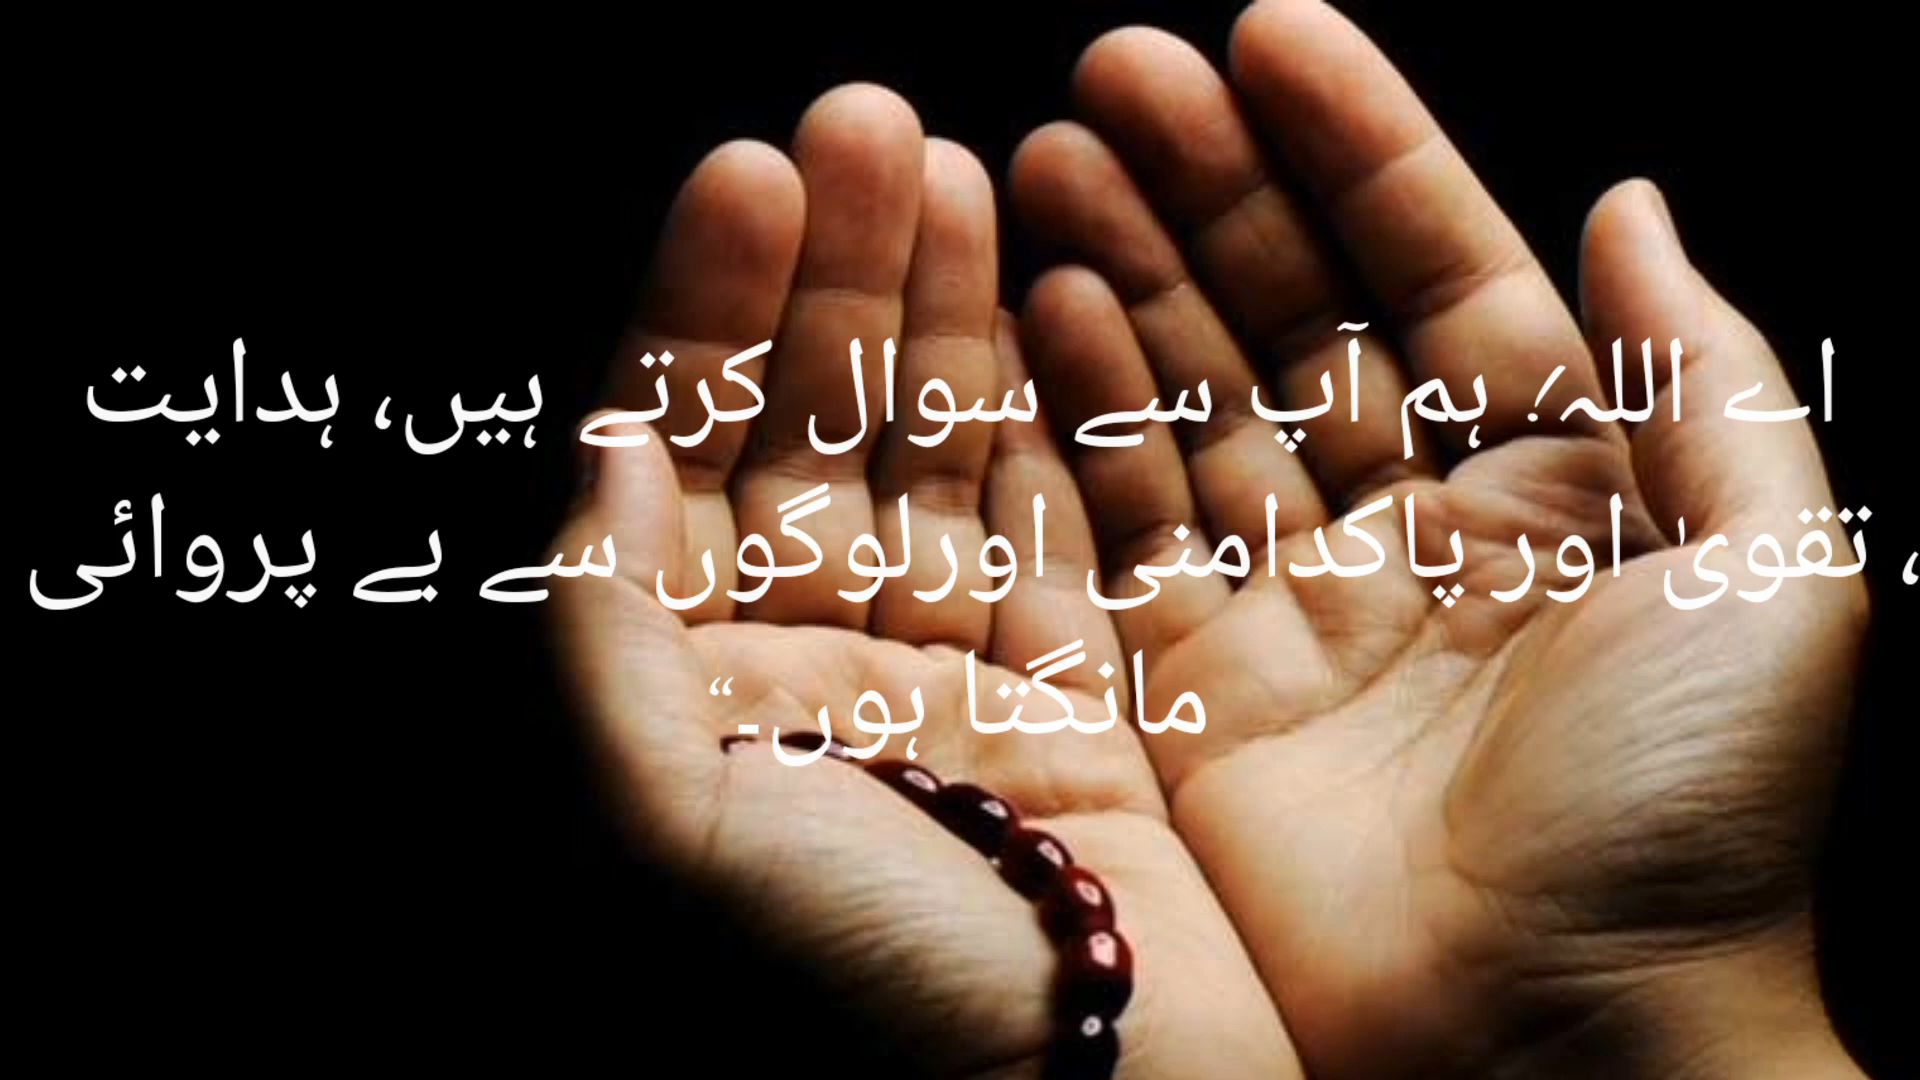 اے اللہ! ہم آپ سے سوال کرتے ہیں، ہدایت
، تقویٰ اور پاکدامنی اورلوگوں سے بے پروائی
مانگتا ہوں۔“